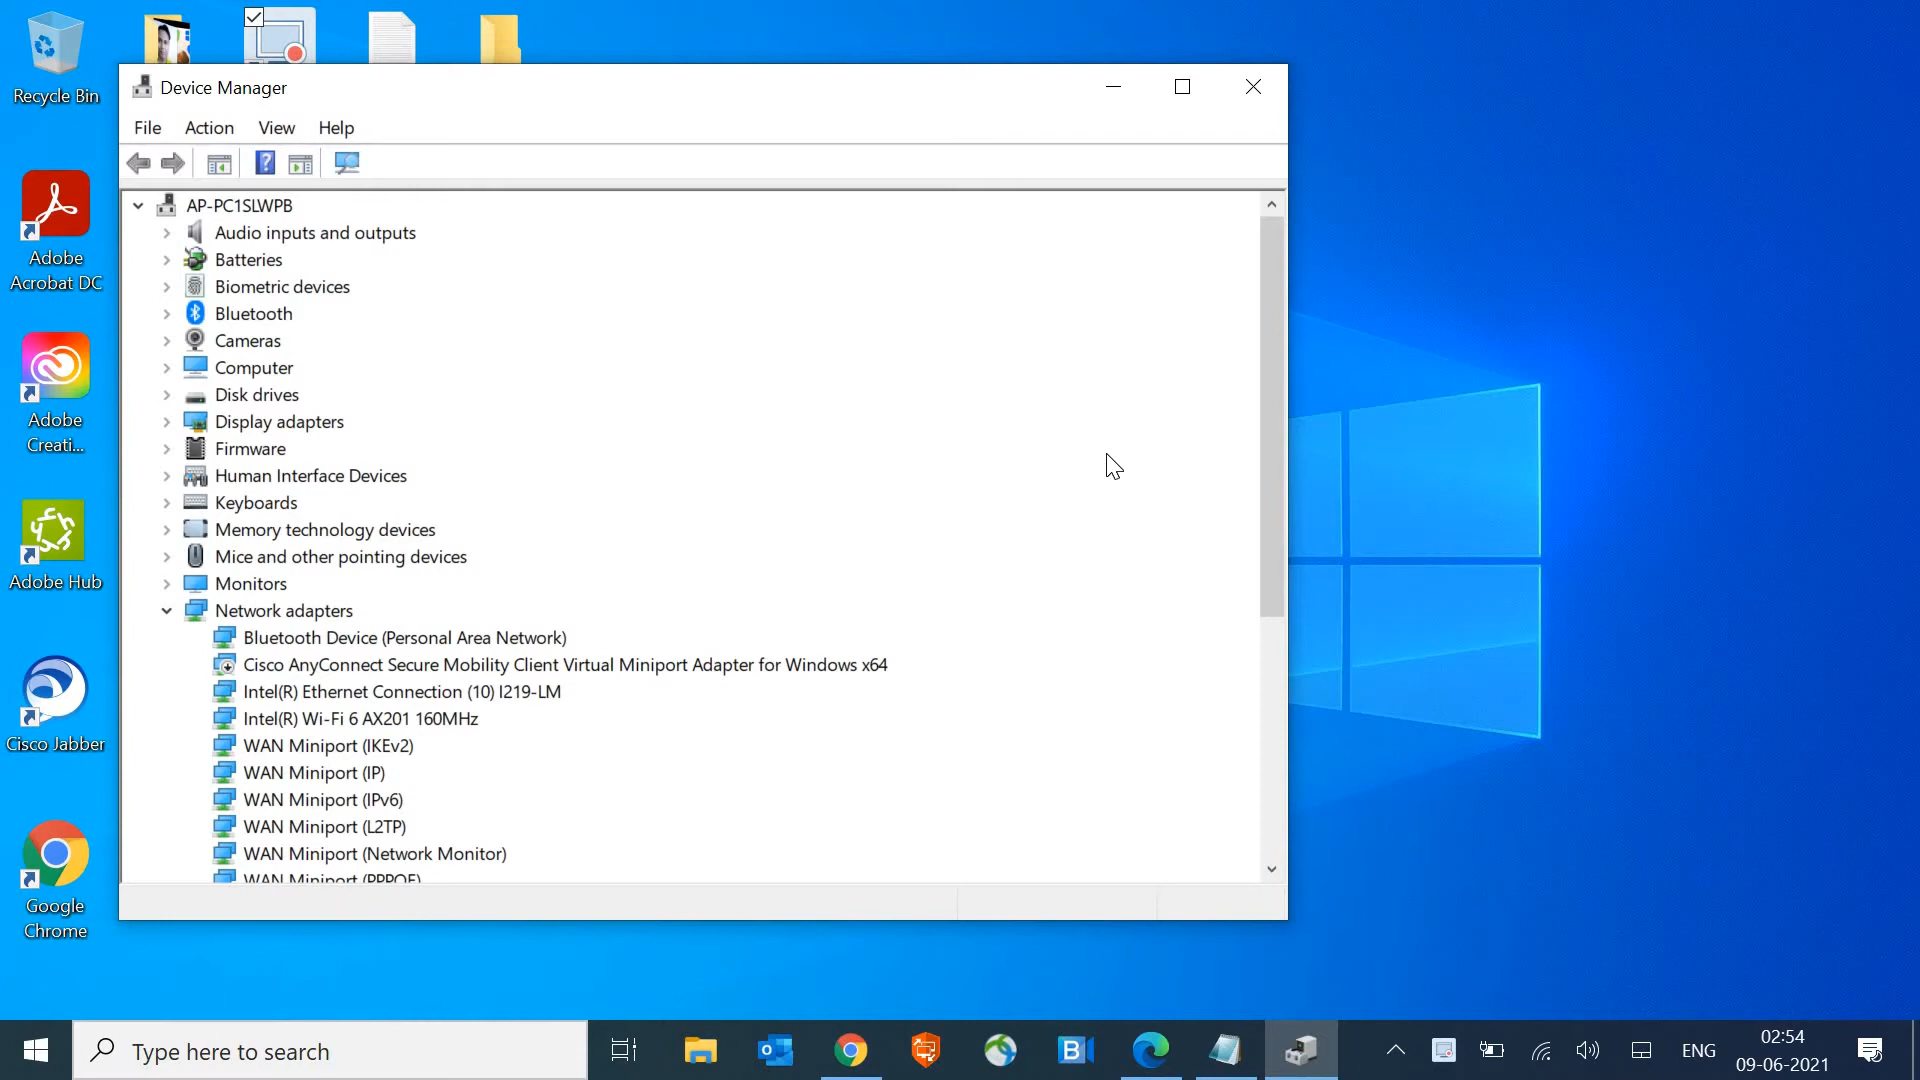 Recycle Bin
Adobe
Acrobat DC
Adobe
Creati...
Adobe Hub
Cisco Jabber
Google
Chrome
Device Manager
File Action View Help
AP-PC1SLWPB
Audio inputs and outputs
Batteries
Biometric devices
Bluetooth
Cameras
Computer
Disk drives
Display adapters
Firmware
Human Interface Devices
Keyboards
Memory technology devices
Mice and other pointing devices
Monitors
Network adapters
Bluetooth Device (Personal Area Network)
Cisco AnyConnect Secure Mobility Client Virtual Miniport Adapter for Windows x64
Intel(R) Ethernet Connection (10) I219-LM
Intel(R) Wi-Fi 6 AX201 160MHz
WAN Miniport (IKEv2)
WAN Miniport (IP)
WAN Miniport (IPv6)
WAN Miniport (L2TP)
WAN Miniport (Network Monitor)
WAN Miniport (PPPOE)
Type here to search
ENG
02:54
09-06-2021